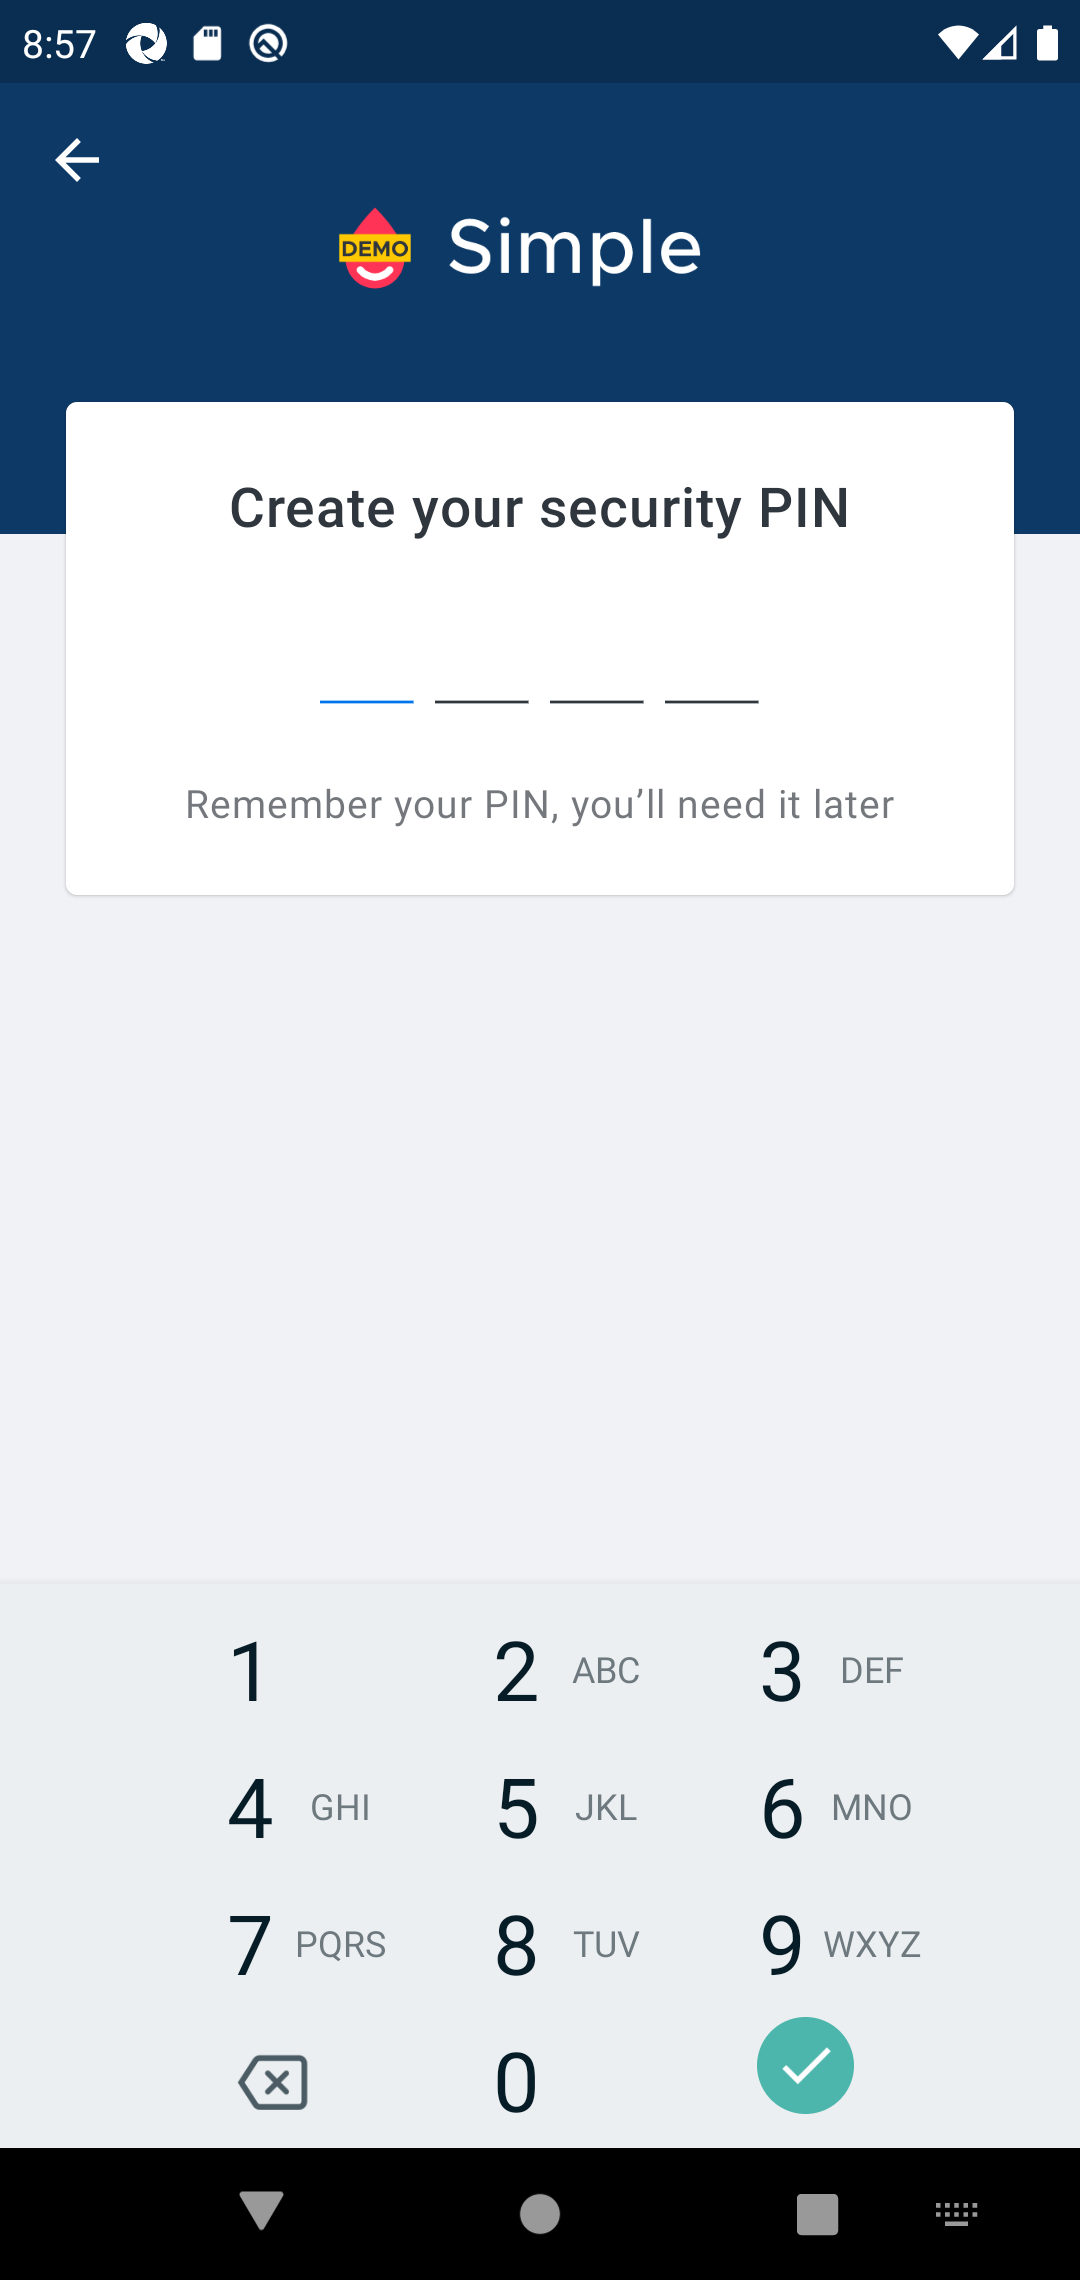 8:57
DEMO Simple
Create your security PIN
Remember your PIN, you’ll need it later
1 2 ABC 3 DEF
4 GHI 5 JKL 6 MNO
7 PQRS 8 TUV 9 WXYZ
0